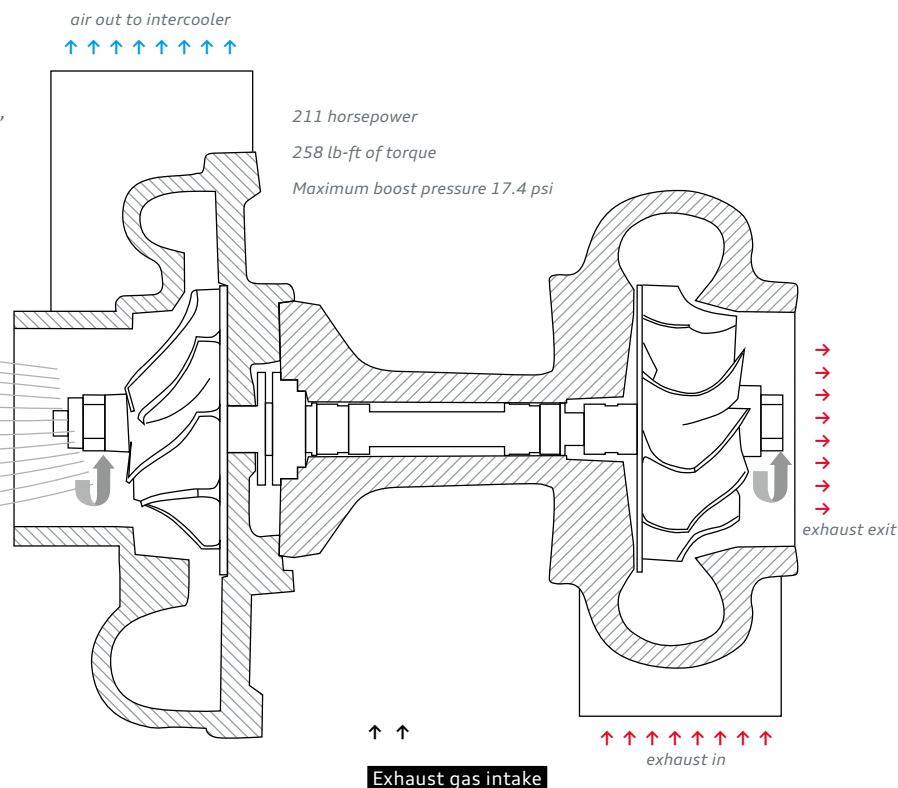 air out to intercooler
,
211 horsepower
258 lb-ft of torque
Maximum boost pressure 17.4 psi
exhaust exit
exhaust in
Exhaust gas intake